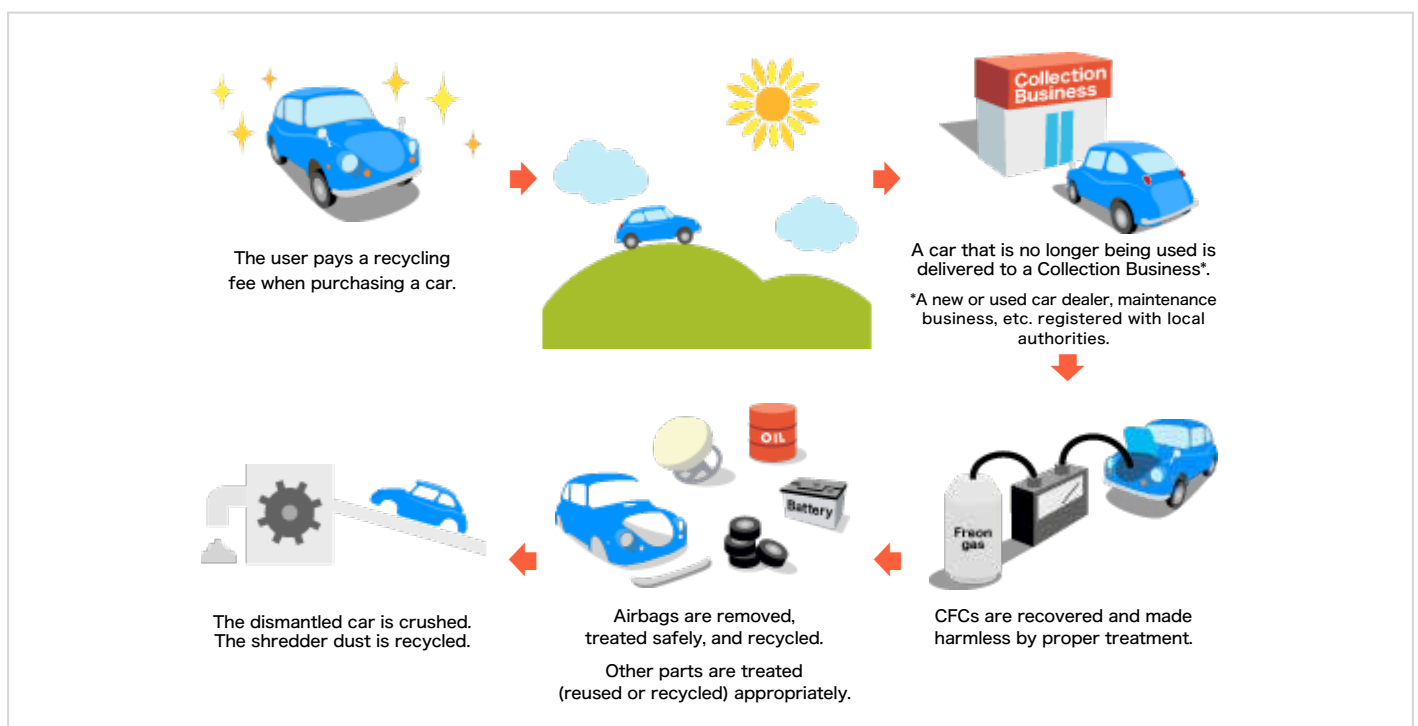 The user pays a recycling
fee when purchasing a car.
Collection
Business
A car that is no longer being used is
delivered to a Collection Business*.
*A new or used car dealer, maintenance
business, etc. registered with local
authorities.
Freon
gas
CFCs are recovered and made
harmless by proper treatment.
OIL
Battery
Airbags are removed,
treated safely, and recycled.
Other parts are treated
(reused or recycled) appropriately.
The dismantled car is crushed.
The shredder dust is recycled.